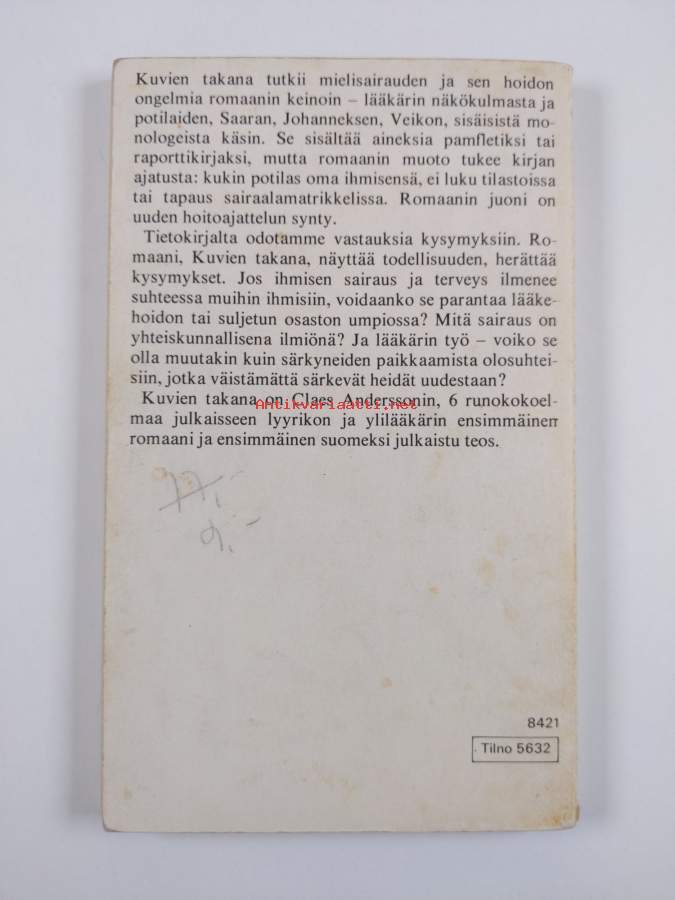 Kuvien takana tutkii mielisairauden ja sen hoidon
ongelmia romaanin keinoin – lääkärin näkökulmasta ja
potilaiden, Saaran, Johanneksen, Veikon, sisäisistä mo-
nologeista käsin. Se sisältää aineksia pamfletiksi tai
raporttikirjaksi, mutta romaanin muoto tukee kirjan
ajatusta: kukin potilas oma ihmisensä, ei luku tilastoissa
tai tapaus sairaalamatrikkelissa. Romaanin juoni on
uuden hoitoajattelun synty.
Tietokirjalta odotamme vastauksia kysymyksiin. Ro-
maani, Kuvien takana, näyttää todellisuuden, herättää
kysymykset. Jos ihmisen sairaus ja terveys ilmenee
suhteessa muihin ihmisiin, voidaanko se parantaa lääke-
hoidon tai suljetun osaston umpiossa? Mitä sairaus on
yhteiskunnallisena ilmiönä? Ja lääkärin työ – voiko se
olla muutakin kuin särkyneiden paikkaamista olosuhtei-
siin, jotka väistämättä särkevät heidät uudestaan?
Kuvien takana on Claes Anderssonin, 6 runokokoel-
Antikvariaatti.net
maa julkaisseen lyyrikon ja ylilääkärin ensimmäinen
romaani ja ensimmäinen suomeksi julkaistu teos.
77,-
9,-
8421
Tilno 5632